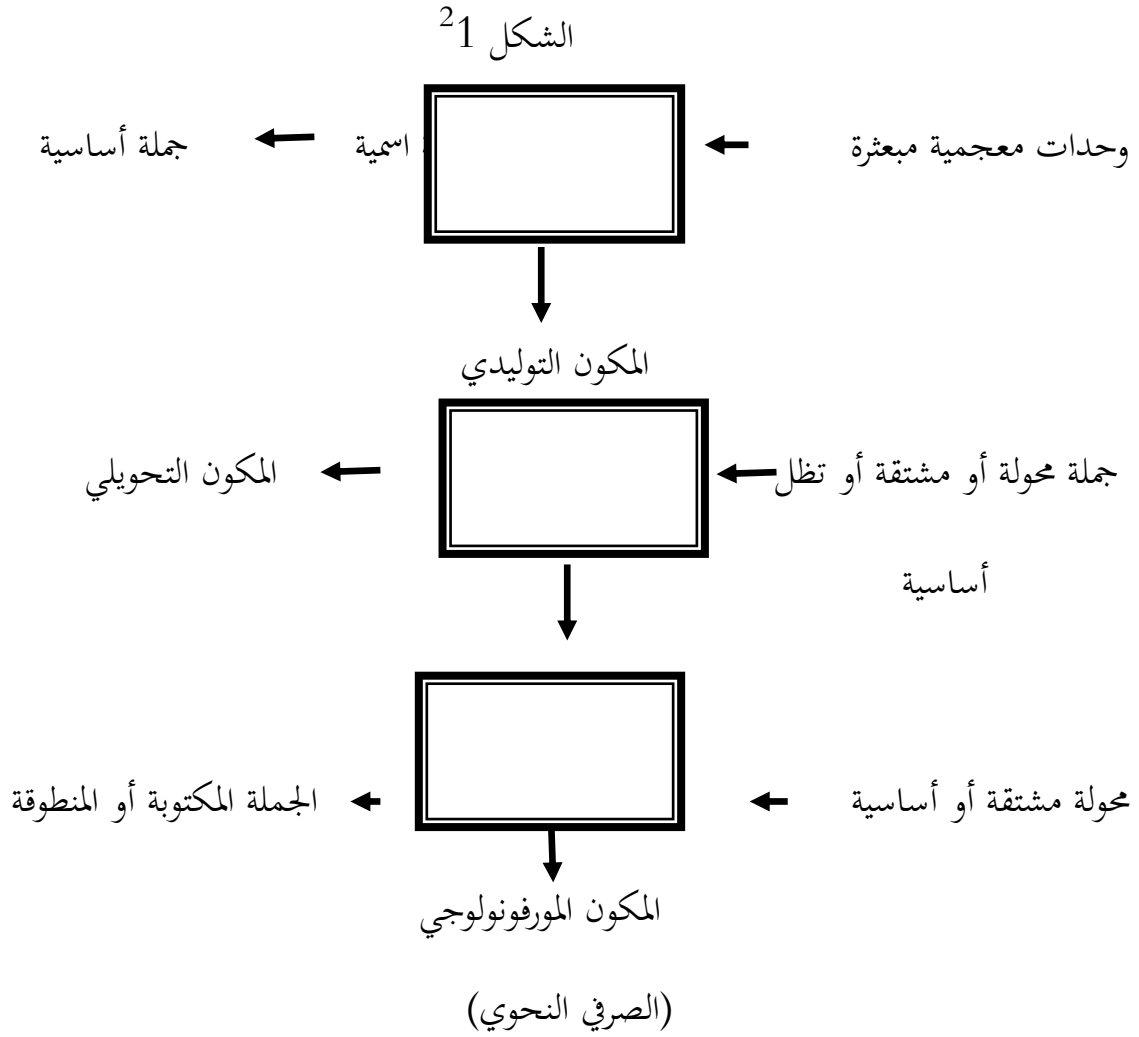 الشكل 1²
وحدات معجمية مبعثرة اسمية جملة أساسية
المكون التوليدي
جملة محولة أو مشتقة أو تظل المكون التحويلي
أساسية
محولة مشتقة أو أساسية الجملة المكتوبة أو المنطوقة
المكون المورفونولوجي
(الصرفي النحوي)